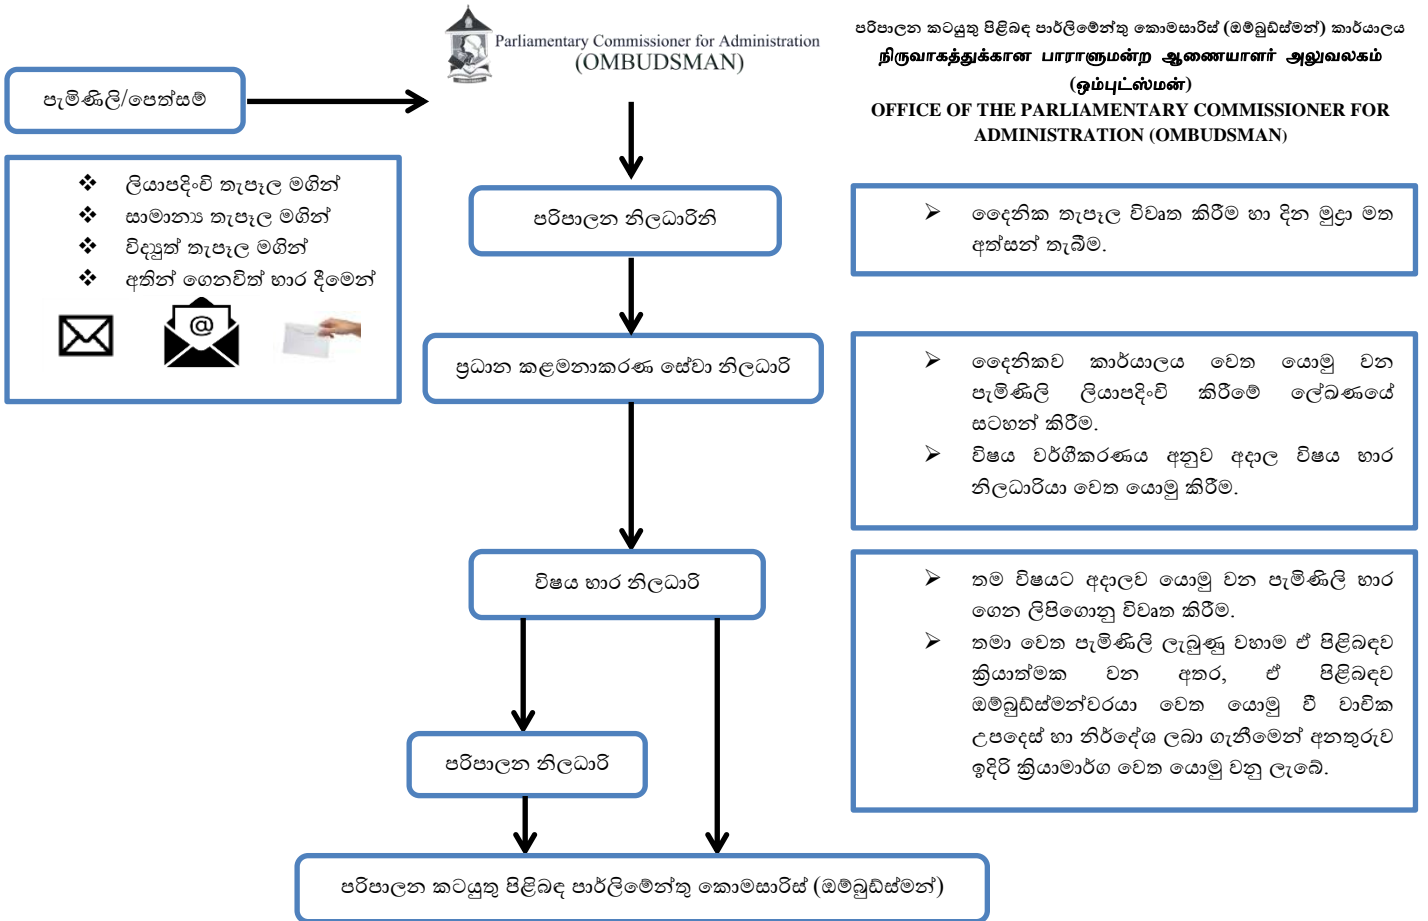 Parliamentary Commissioner for Administration
(OMBUDSMAN)
පරිපාලන කටයුතු පිළිබඳ පාර්ලිමේන්තු කොමසාරිස් (ඔම්බුඩ්ස්මන්) කාර්යාලය
நிருவாகத்துக்கான பாராளுமன்ற ஆணையாளர் அலுவலகம்
(ஒம்புட்ஸ்மன்)
OFFICE OF THE PARLIAMENTARY COMMISSIONER FOR
ADMINISTRATION (OMBUDSMAN)
පැමිණිලි/පෙත්සම්
❖ ලියාපදිංචි තැපෑල මගින්
❖ සාමාන්‍ය තැපෑල මගින්
❖ විද්‍යුත් තැපෑල මගින්
❖ අතින් ගෙනවිත් භාර දීමෙන්
@
පරිපාලන නිලධාරිනි
➢ දෛනික තැපෑල විවෘත කිරීම හා දින මුද්‍රා මත
අත්සන් තැබීම.
ප්‍රධාන කළමනාකරණ සේවා නිලධාරි
➢ දෛනිකව කාර්යාලය වෙත යොමු වන
පැමිණිලි ලියාපදිංචි කිරීමේ ලේඛණයේ
සටහන් කිරීම.
➢ විෂය වර්ගීකරණය අනුව අදාල විෂය භාර
නිලධාරියා වෙත යොමු කිරීම.
විෂය භාර නිලධාරි
➢ තම විෂයට අදාලව යොමු වන පැමිණිලි භාර
ගෙන ලිපිගොනු විවෘත කිරීම.
➢ තමා වෙත පැමිණිලි ලැබුණු වහාම ඒ පිළිබඳව
ක්‍රියාත්මක වන අතර, ඒ පිළිබඳව
ඔම්බුඩ්ස්මන්වරයා වෙත යොමු වී වාචික
උපදෙස් හා නිර්දේශ ලබා ගැනීමෙන් අනතුරුව
ඉදිරි ක්‍රියාමාර්ග වෙත යොමු වනු ලැබේ.
පරිපාලන නිලධාරි
පරිපාලන කටයුතු පිළිබඳ පාර්ලිමේන්තු කොමසාරිස් (ඔම්බුඩ්ස්මන්)